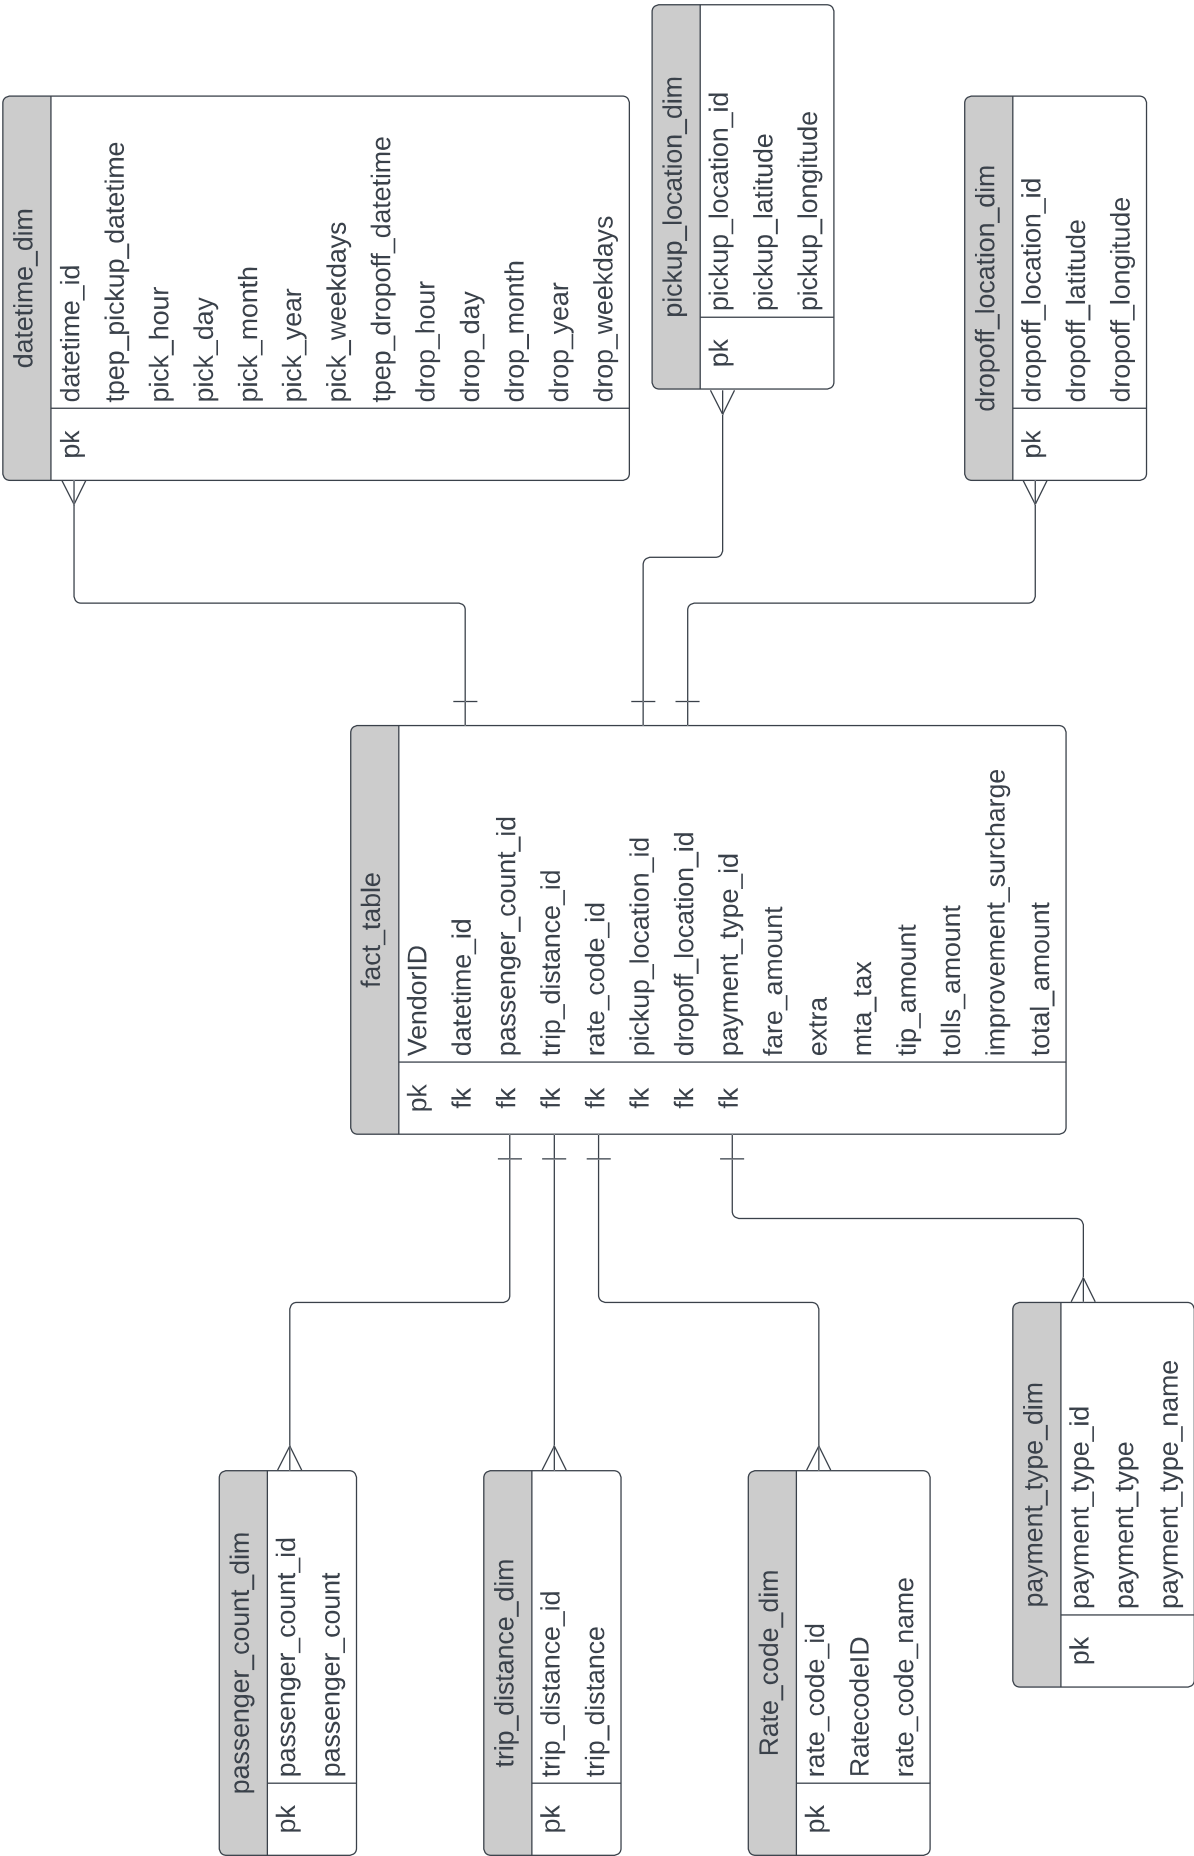 passenger_count_dim
pk passenger_count_id
passenger_count
trip_distance_dim
pk trip_distance_id
trip_distance
Rate_code_dim
pk rate_code_id
RatecodeID
rate_code_name
payment_type_dim
pk payment_type_id
payment_type
payment_type_name
fact_table
pk VendorID
fk datetime_id
fk passenger_count_id
fk trip_distance_id
fk rate_code_id
fk pickup_location_id
fk dropoff_location_id
fk payment_type_id
fare_amount
extra
mta_tax
tip_amount
tolls_amount
improvement_surcharge
total_amount
datetime_dim
pk datetime_id
tpep_pickup_datetime
pick_hour
pick_day
pick_month
pick_year
pick_weekdays
tpep_dropoff_datetime
drop_hour
drop_day
drop_month
drop_year
drop_weekdays
pickup_location_dim
pk pickup_location_id
pickup_latitude
pickup_longitude
dropoff_location_dim
pk dropoff_location_id
dropoff_latitude
dropoff_longitude